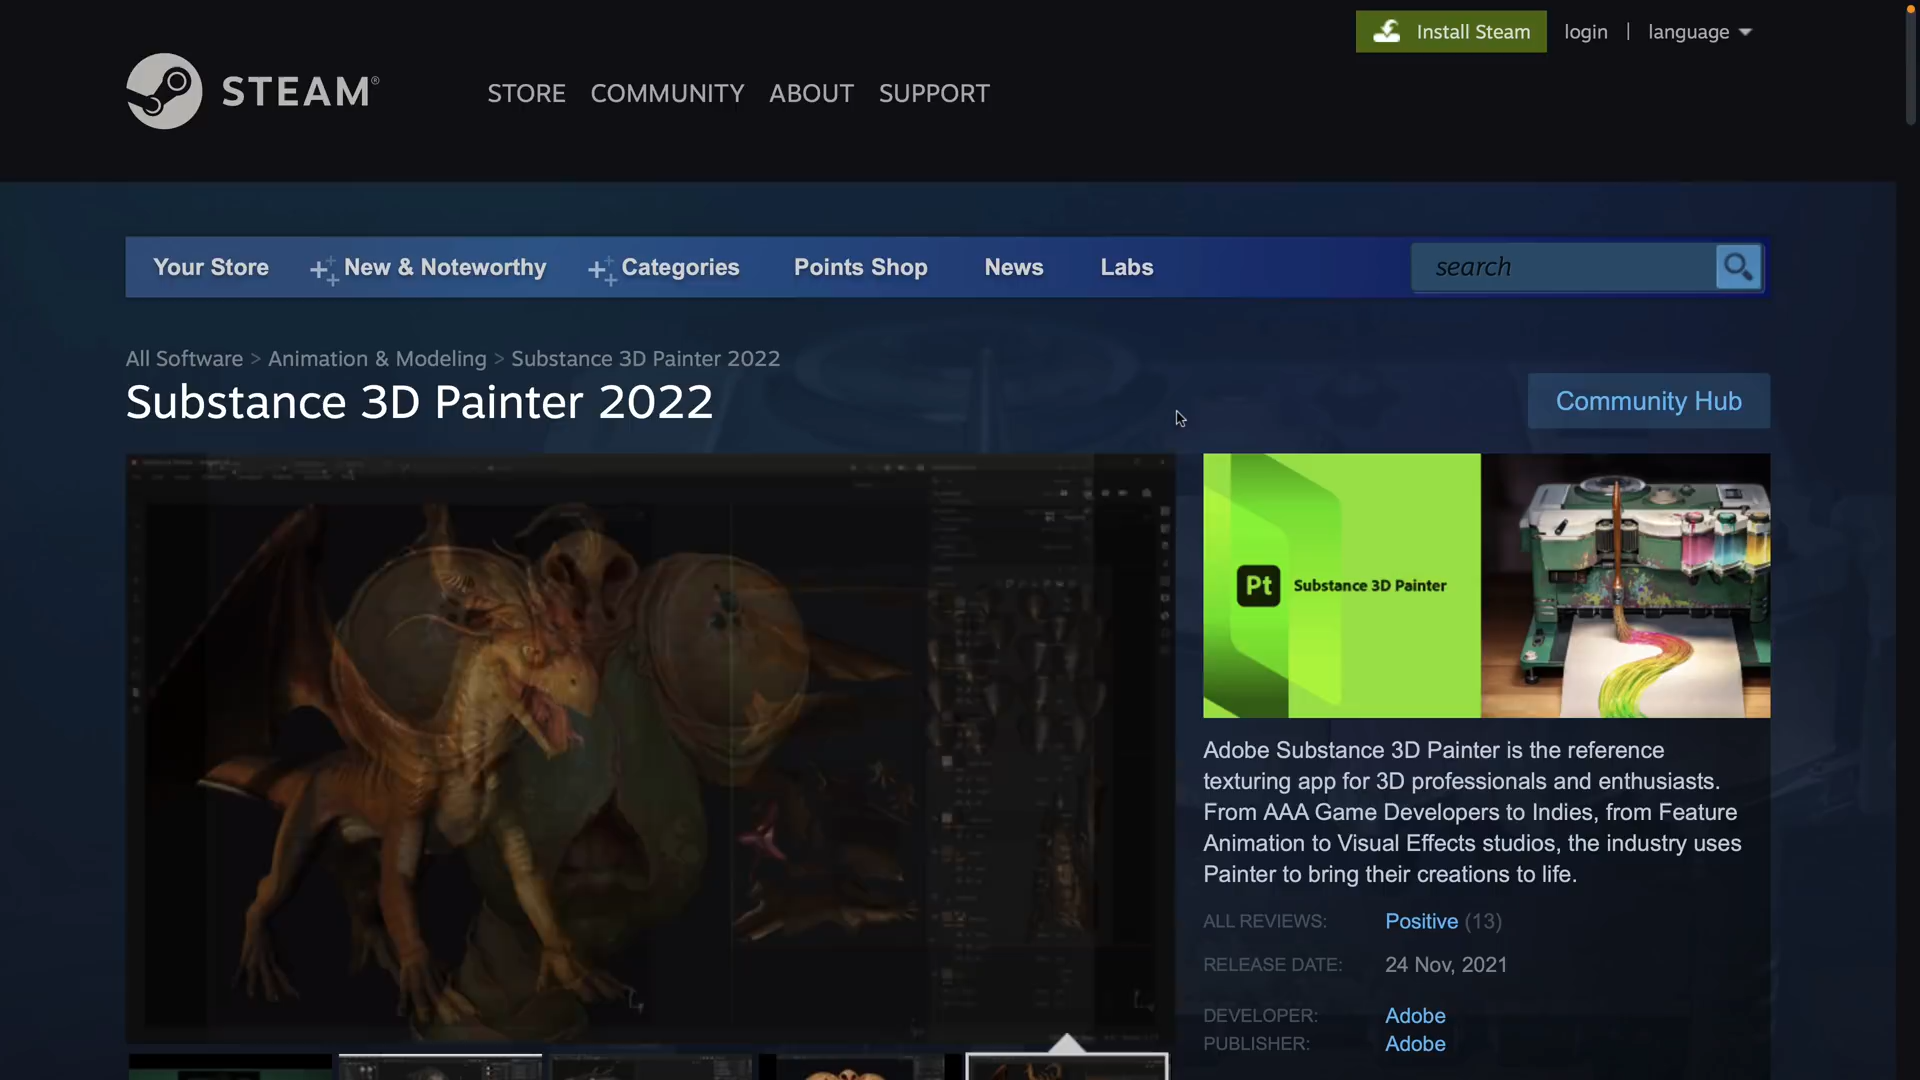 Install Steam login | language
STEAM®
STORE COMMUNITY ABOUT SUPPORT
Your Store New & Noteworthy Categories Points Shop News Labs search
All Software > Animation & Modeling > Substance 3D Painter 2022
Substance 3D Painter 2022
Community Hub
Pt Substance 3D Painter
Adobe Substance 3D Painter is the reference
texturing app for 3D professionals and enthusiasts.
From AAA Game Developers to Indies, from Feature
Animation to Visual Effects studios, the industry uses
Painter to bring their creations to life.
ALL REVIEWS: Positive (13)
RELEASE DATE: 24 Nov, 2021
DEVELOPER: Adobe
PUBLISHER: Adobe